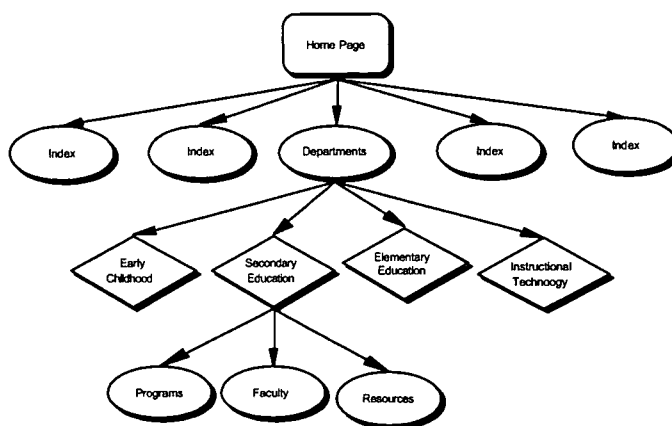 Home Page
Index
Index
Departments
Index
Index
Early
Childhood
Secondary
Education
Elementary
Education
Instructional
Technoogy
Programs
Faculty
Resources